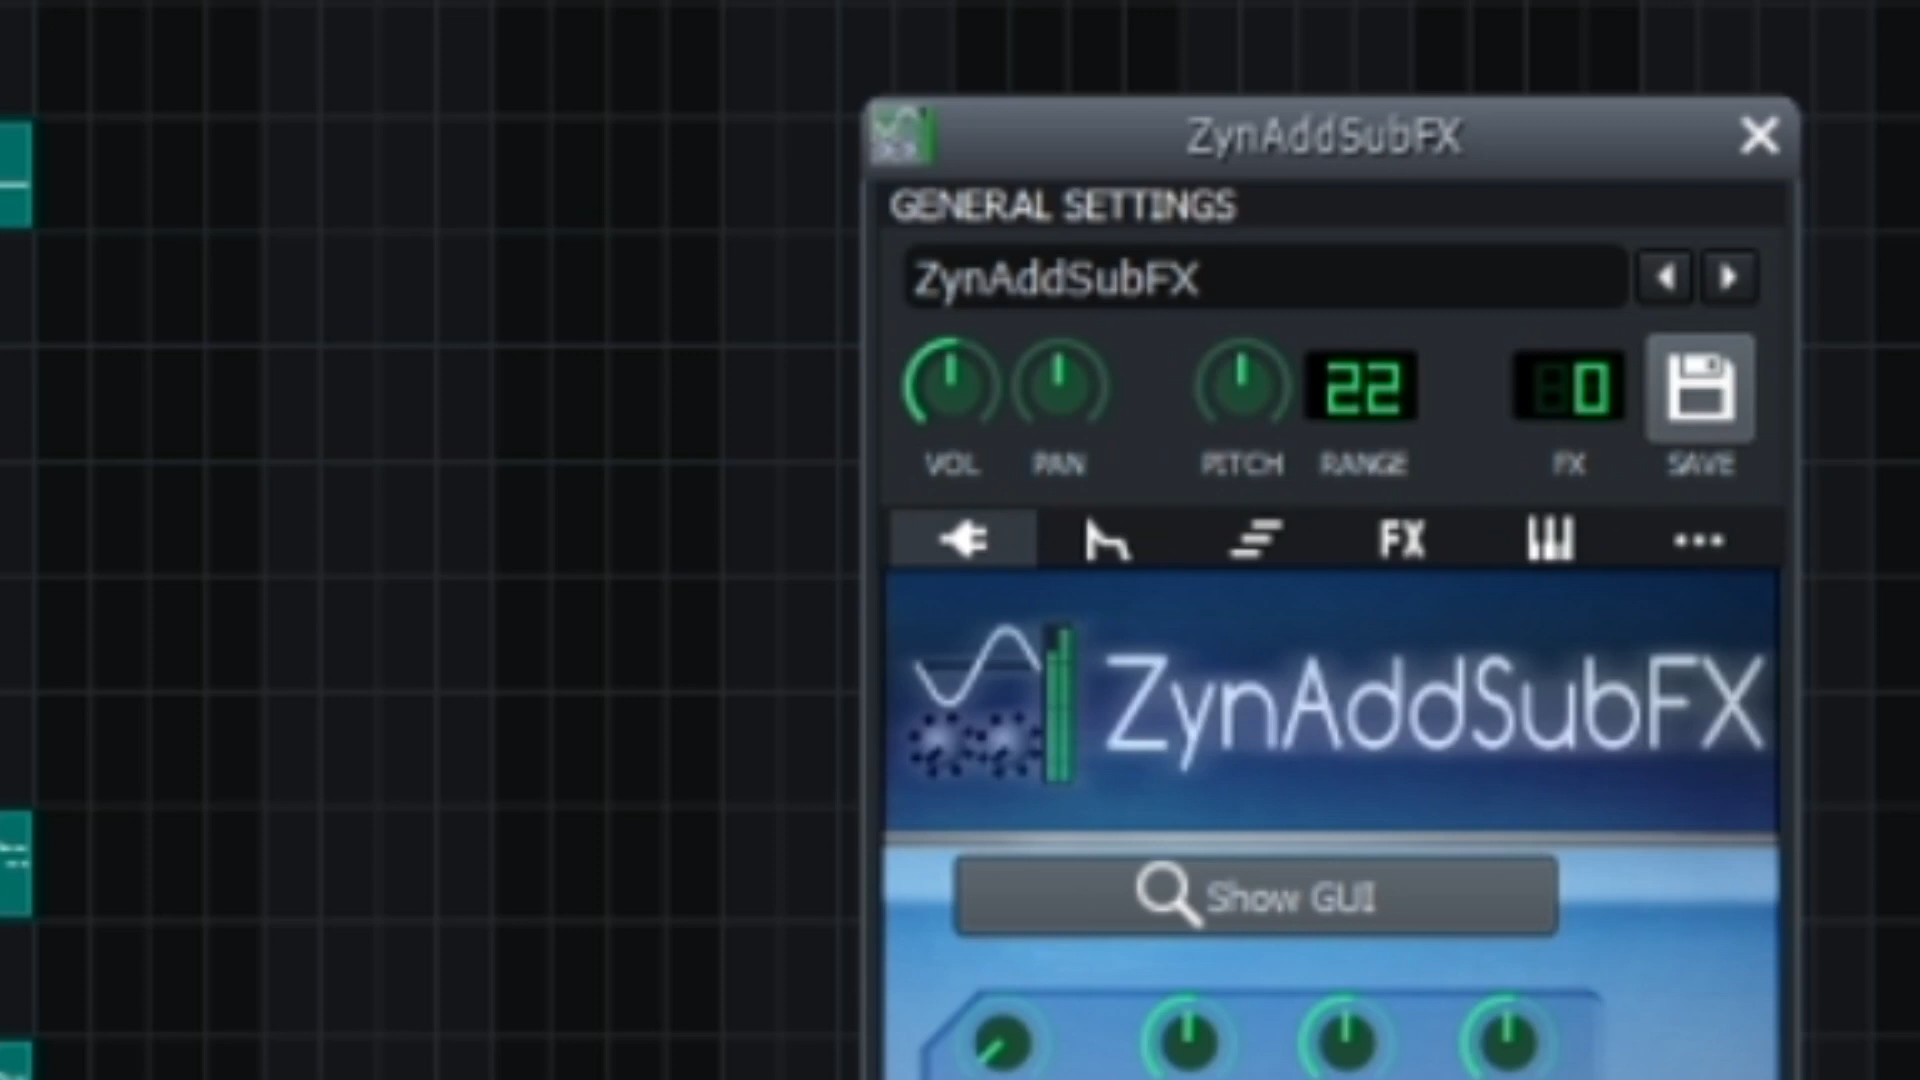 ZynAddSubFX
GENERAL SETTINGS
ZynAddSubFX
22 0
VOL PAN PITCH RANGE FX SAVE
FX
ZynAddSubFX
Show GUI